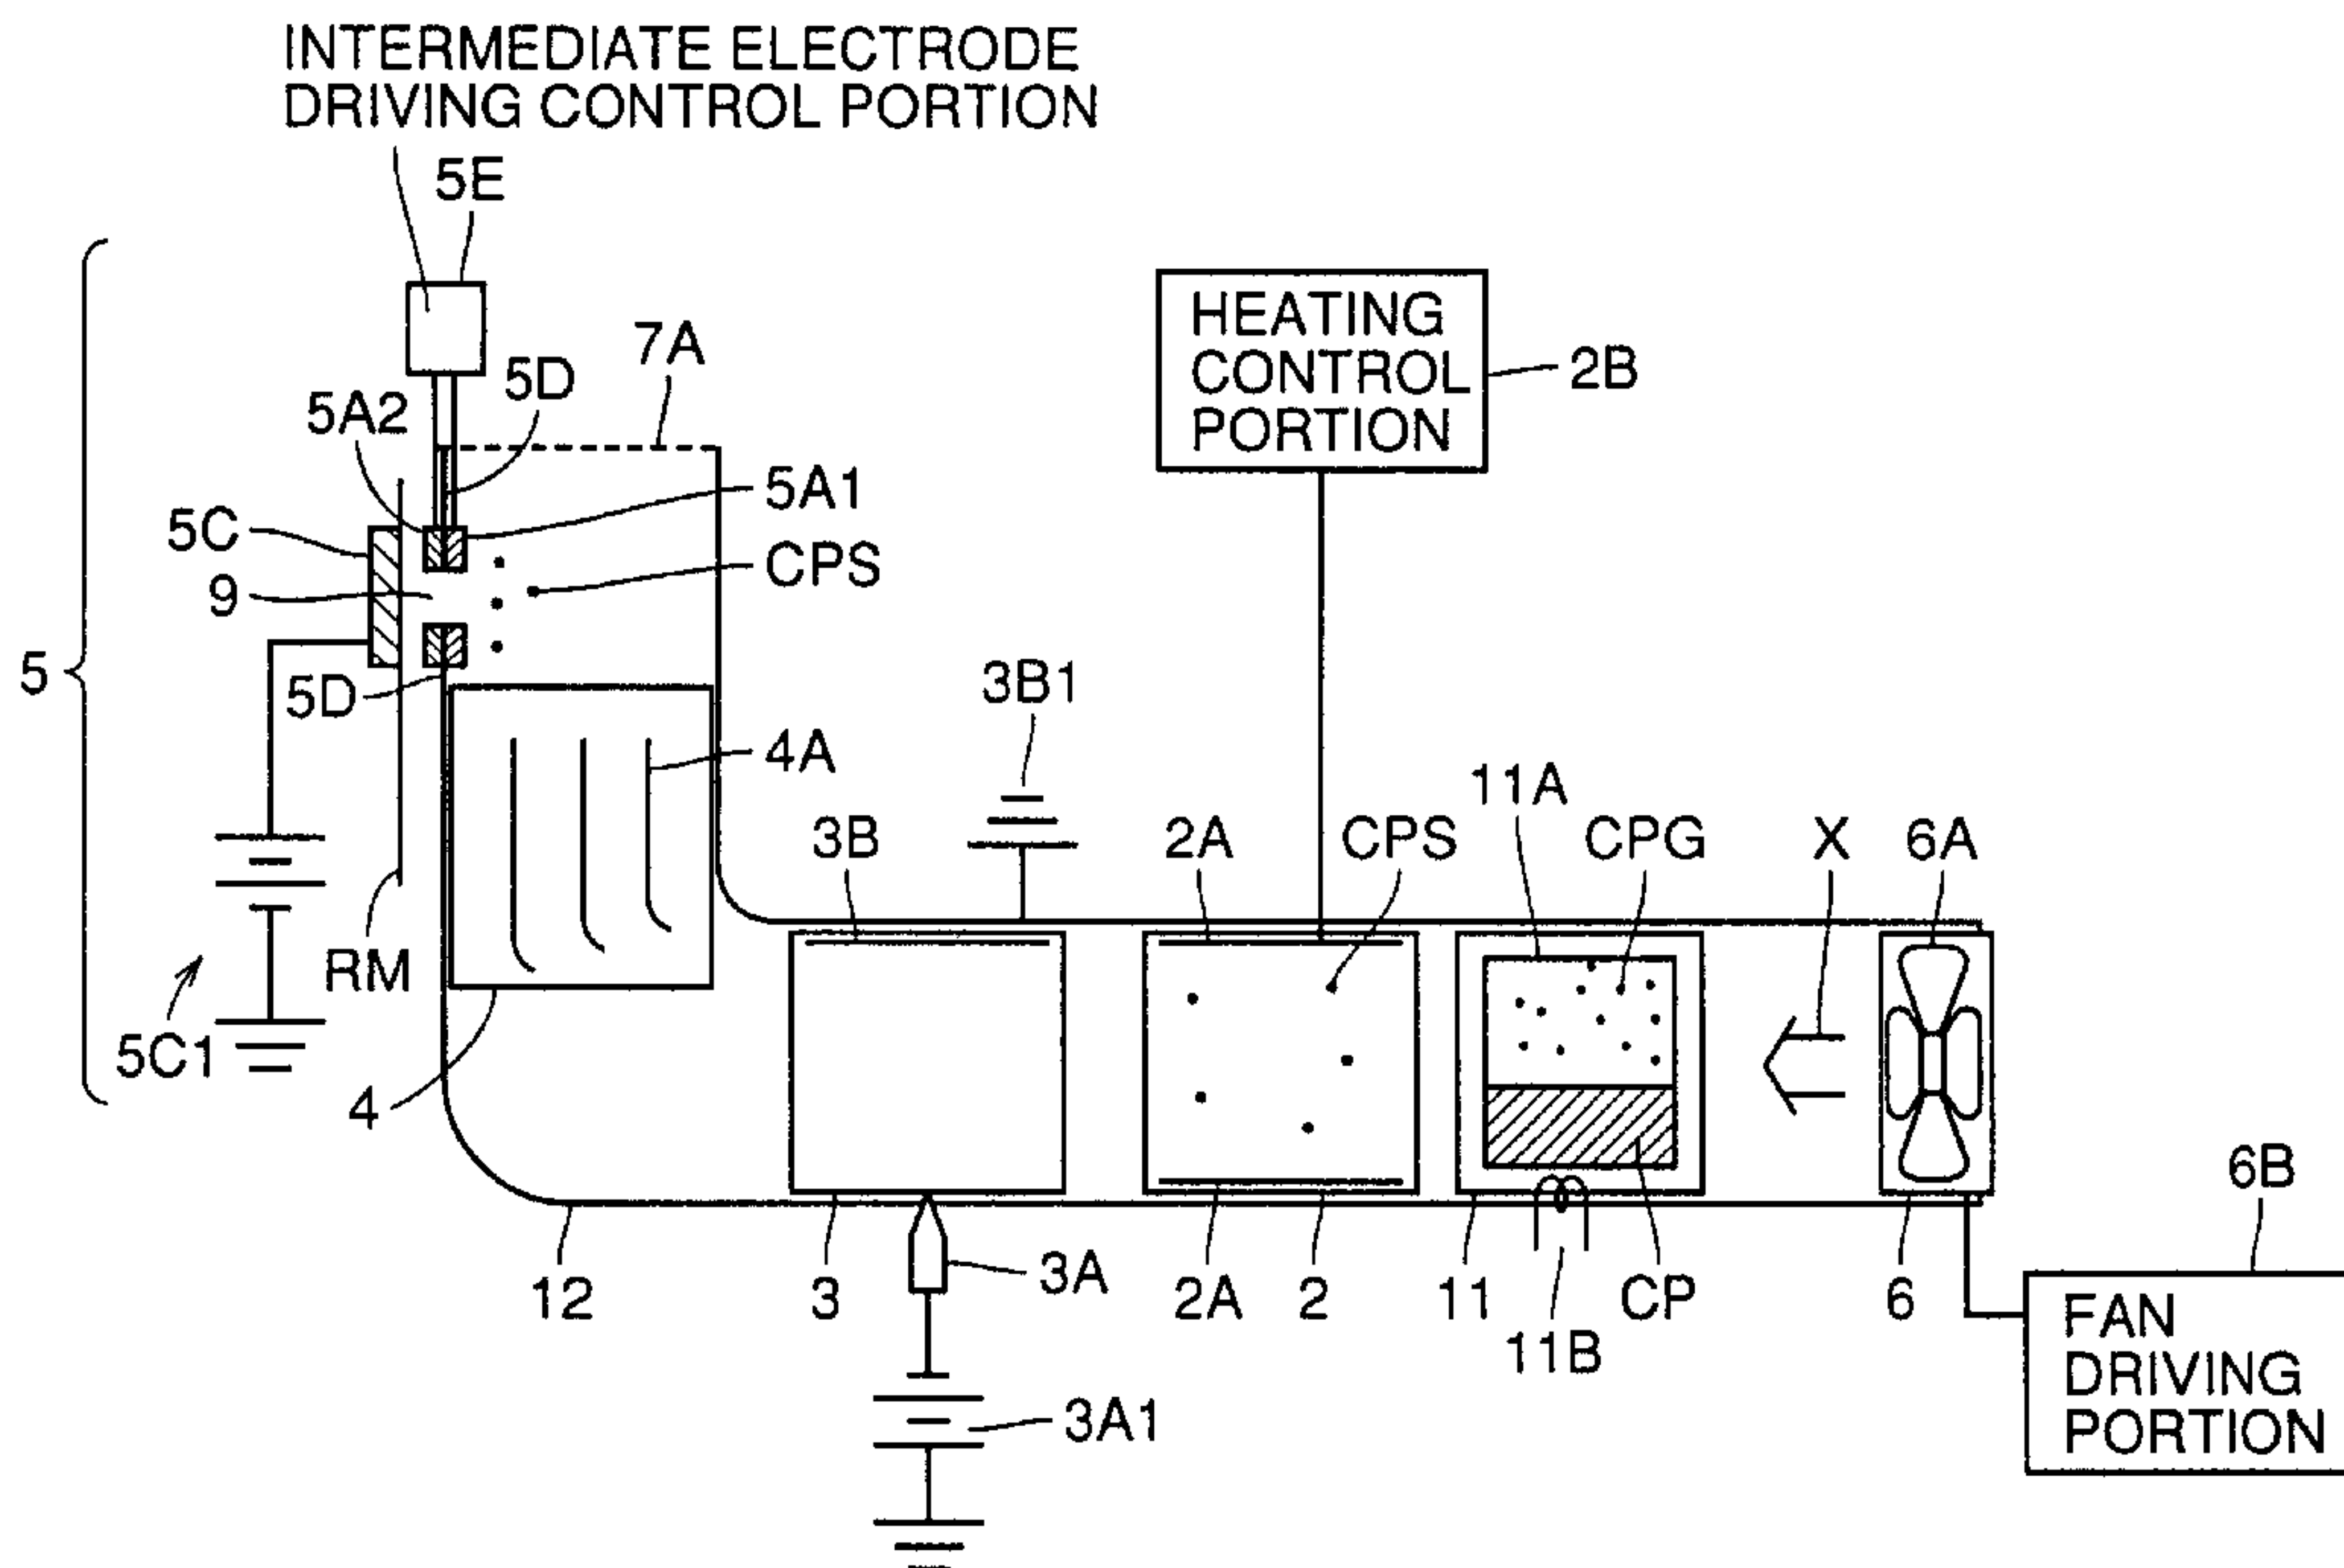 INTERMEDIATE ELECTRODE
DRIVING CONTROL PORTION
5E
7A
5D
5A2
5A1
5C
CPS
9
5
5D
4A
RM
5C1
4
HEATING
CONTROL
PORTION
2B
3B1
3B
2A
CPS
11A
CPG
X
6A
12
3
3A
3A1
2A
2
11
11B
CP
6
6B
FAN
DRIVING
PORTION